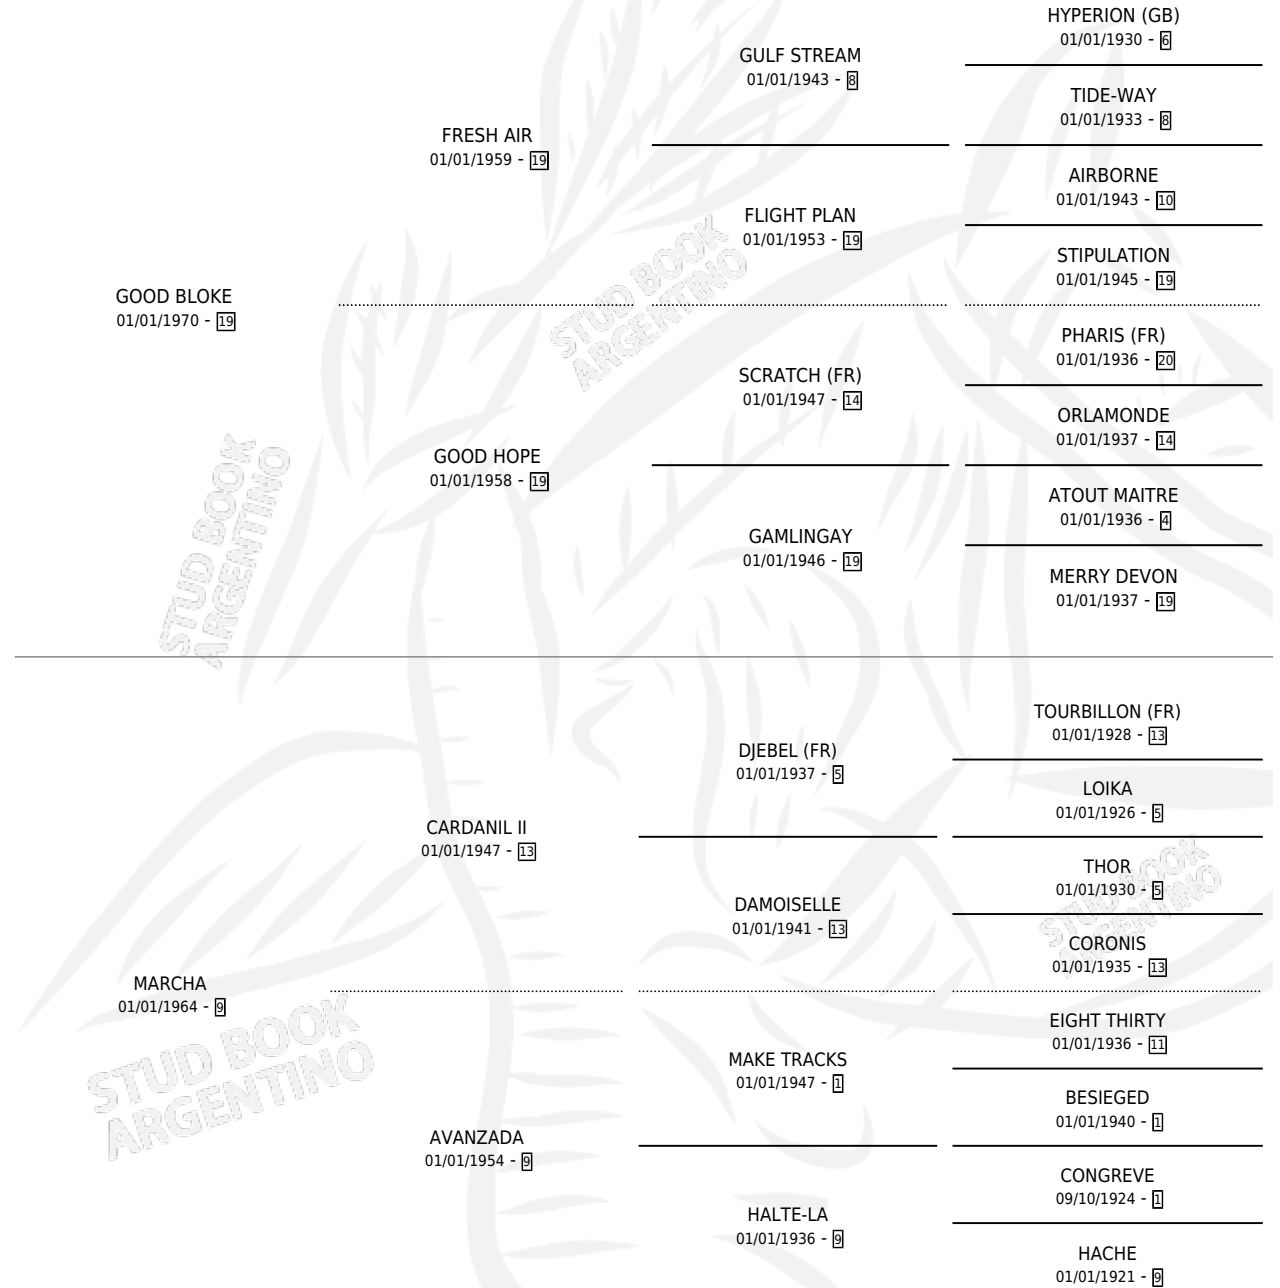 HYPERION (GB)
01/01/1930 - 6
GULF STREAM
01/01/1943 - 8
TIDE-WAY
01/01/1933 - 8
FRESH AIR
01/01/1959 - 19
AIRBORNE
01/01/1943 - 10
FLIGHT PLAN
01/01/1953 - 19
STIPULATION
01/01/1945 - 19
GOOD BLOKE
01/01/1970 - 19
STUD BOOK
ARGENTINO
PHARIS (FR)
01/01/1936 - 20
SCRATCH (FR)
01/01/1947 - 14
ORLAMONDE
01/01/1937 - 14
GOOD HOPE
01/01/1958 - 19
ATOUT MAITRE
01/01/1936 - 4
GAMLINGAY
01/01/1946 - 19
MERRY DEVON
01/01/1937 - 19
STUD BOOK
ARGENTINO
TOURBILLON (FR)
01/01/1928 - 13
DJEBEL (FR)
01/01/1937 - 5
LOIKA
01/01/1926 - 5
CARDANIL II
01/01/1947 - 13
THOR
01/01/1930 - 5
DAMOISELLE
01/01/1941 - 13
CORONIS
01/01/1935 - 13
STUD BOOK
ARGENTINO
MARCHA
01/01/1964 - 9
EIGHT THIRTY
01/01/1936 - 11
MAKE TRACKS
01/01/1947 - 1
BESIEGED
01/01/1940 - 1
STUD BOOK
ARGENTINO
AVANZADA
01/01/1954 - 9
CONGREVE
09/10/1924 - 1
HALTE-LA
01/01/1936 - 9
HACHE
01/01/1921 - 9